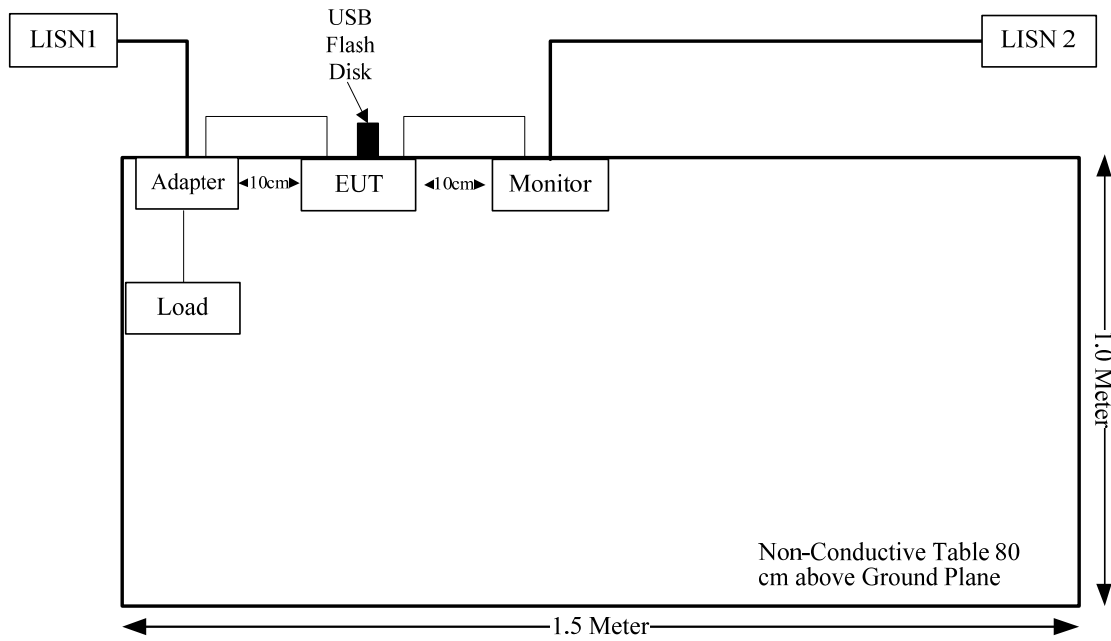 USB
Flash
Disk
LISN1
LISN 2
Adapter
10cm
EUT
10cm
Monitor
Load
1.0 Meter
Non-Conductive Table 80
cm above Ground Plane
1.5 Meter